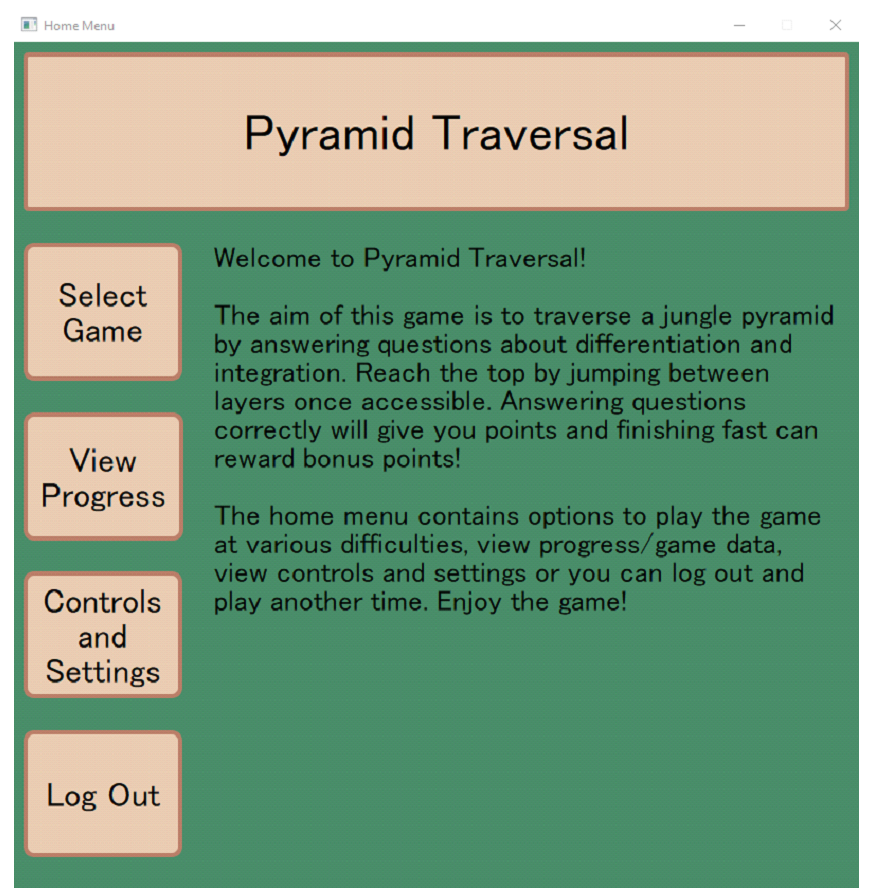 Home Menu
Pyramid Traversal
Select
Game
View
Progress
Controls
and
Settings
Log Out
Welcome to Pyramid Traversal!
The aim of this game is to traverse a jungle pyramid
by answering questions about differentiation and
integration. Reach the top by jumping between
layers once accessible. Answering questions
correctly will give you points and finishing fast can
reward bonus points!
The home menu contains options to play the game
at various difficulties, view progress/game data,
view controls and settings or you can log out and
play another time. Enjoy the game!